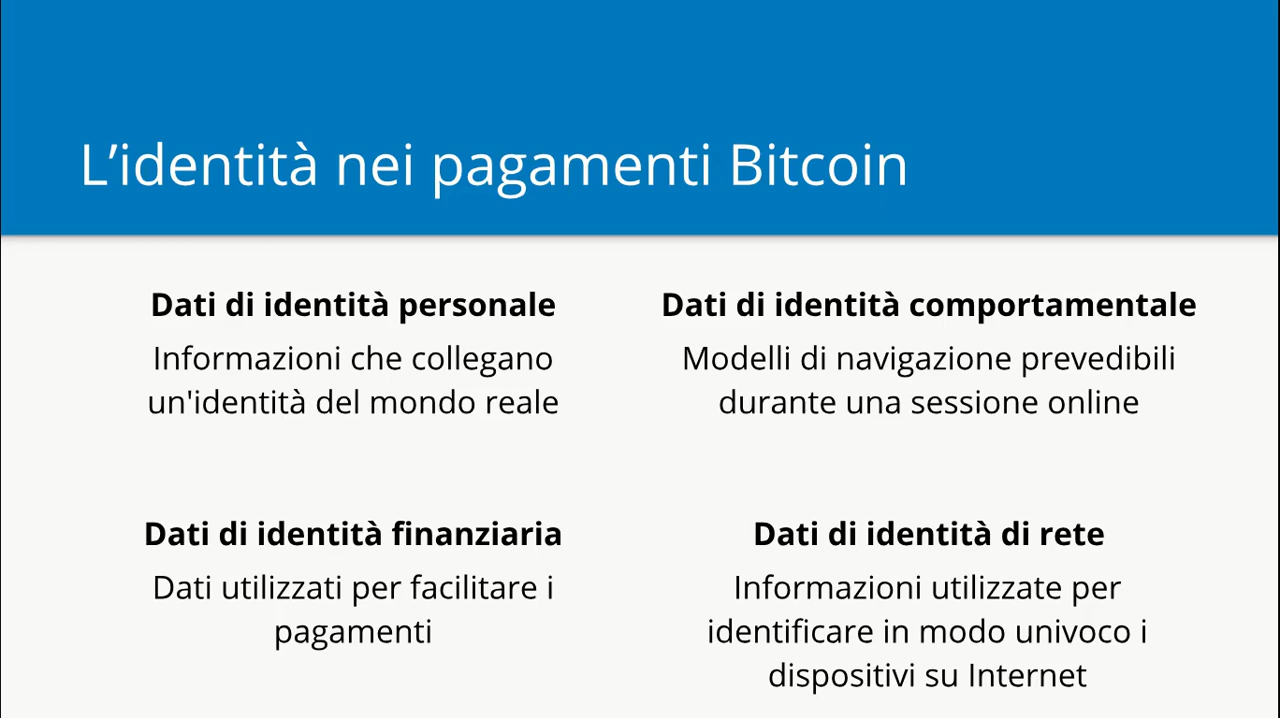 L’identità nei pagamenti Bitcoin
Dati di identità personale
Informazioni che collegano
un'identità del mondo reale
Dati di identità comportamentale
Modelli di navigazione prevedibili
durante una sessione online
Dati di identità finanziaria
Dati utilizzati per facilitare i
pagamenti
Dati di identità di rete
Informazioni utilizzate per
identificare in modo univoco i
dispositivi su Internet